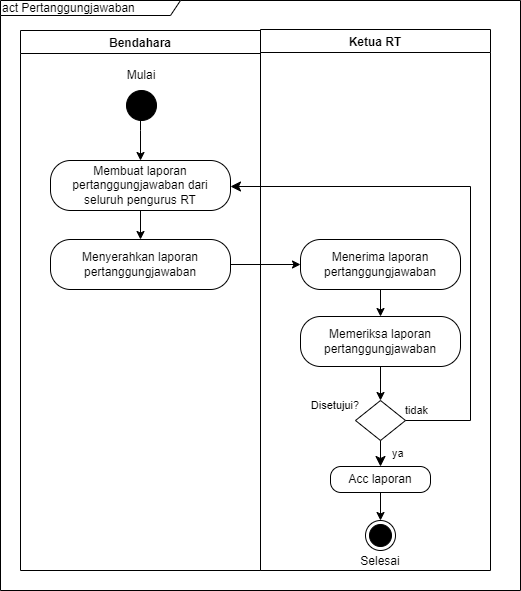 act Pertanggungjawaban
Bendahara
Ketua RT
Mulai
Membuat laporan
pertanggungjawaban dari
seluruh pengurus RT
Menyerahkan laporan
pertanggungjawaban
Menerima laporan
pertanggungjawaban
Memeriksa laporan
pertanggungjawaban
Disetujui?
tidak
ya
Acc laporan
Selesai